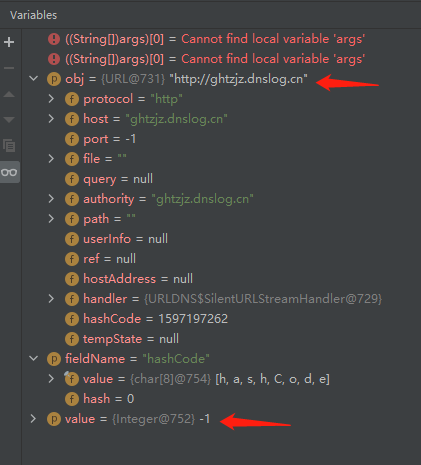 Variables
((String[])args)[0] = Cannot find local variable 'args'
((String[])args)[0] = Cannot find local variable 'args'
p obj = {URL@731} "http://ghtzjz.dnslog.cn"
f protocol = "http"
f host = "ghtzjz.dnslog.cn"
f port = -1
f file = ""
f query = null
f authority = "ghtzjz.dnslog.cn"
f path = ""
f userInfo = null
f ref = null
f hostAddress = null
f handler = {URLDNS$SilentURLStreamHandler@729}
f hashCode = 1597197262
f tempState = null
p fieldName = "hashCode"
f value = {char[8]@754} [h, a, s, h, C, o, d, e]
f hash = 0
p value = {Integer@752} -1